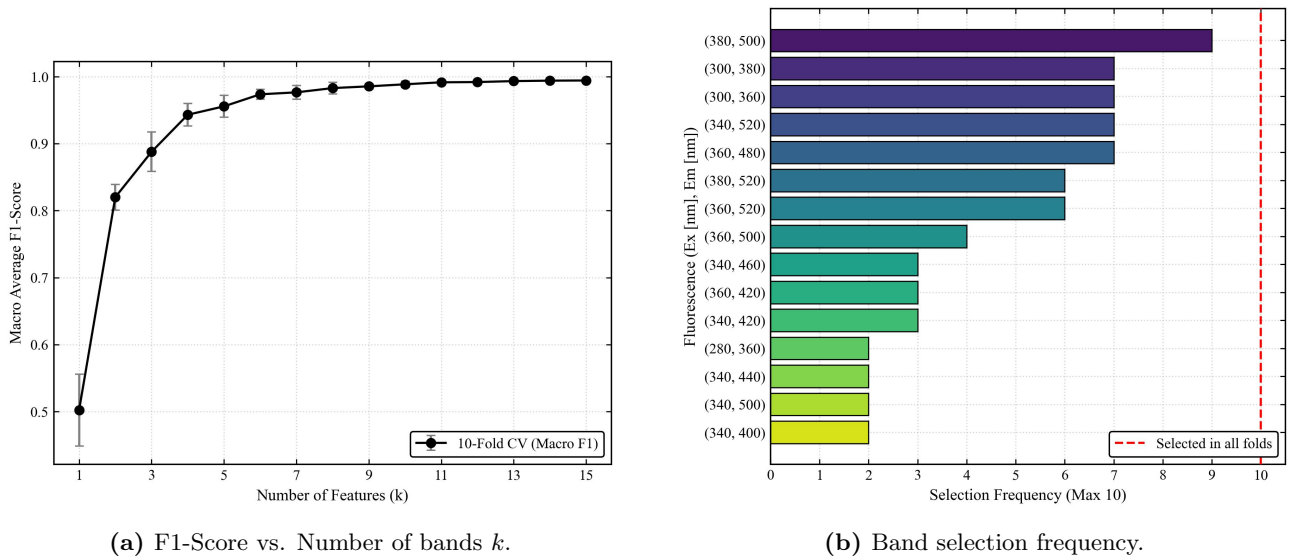 1.0
0.9
0.8
0.7
0.6
0.5
Macro Average F1-Score
10-Fold CV (Macro F1)
1 3 5 7 9 11 13 15
Number of Features (k)
(a) F1-Score vs. Number of bands k.
Fluorescence (Ex [nm], Em [nm])
(380, 500)
(300, 380)
(300, 360)
(340, 520)
(360, 480)
(380, 520)
(360, 520)
(360, 500)
(340, 460)
(360, 420)
(340, 420)
(280, 360)
(340, 440)
(340, 500)
(340, 400)
Selected in all folds
0 1 2 3 4 5 6 7 8 9 10
Selection Frequency (Max 10)
(b) Band selection frequency.